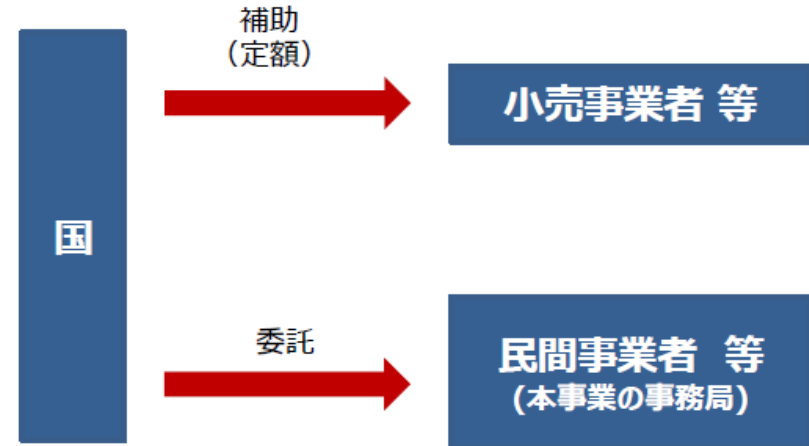 補助
（定額）
小売事業者 等
国
委託
民間事業者 等
(本事業の事務局)